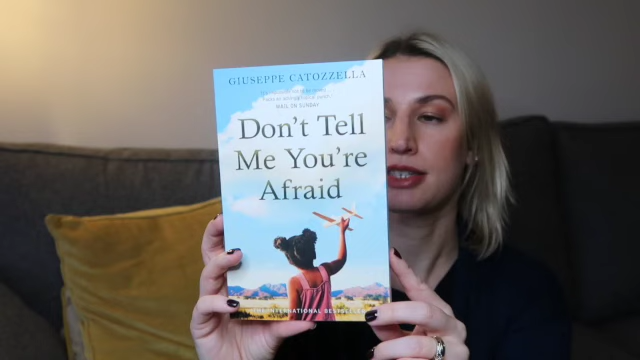 GIUSEPPE CATOZZELLA
MAIL ON SUNDAY
Don't Tell
Me You're
Afraid
INTERNATIONAL BESTSELLER